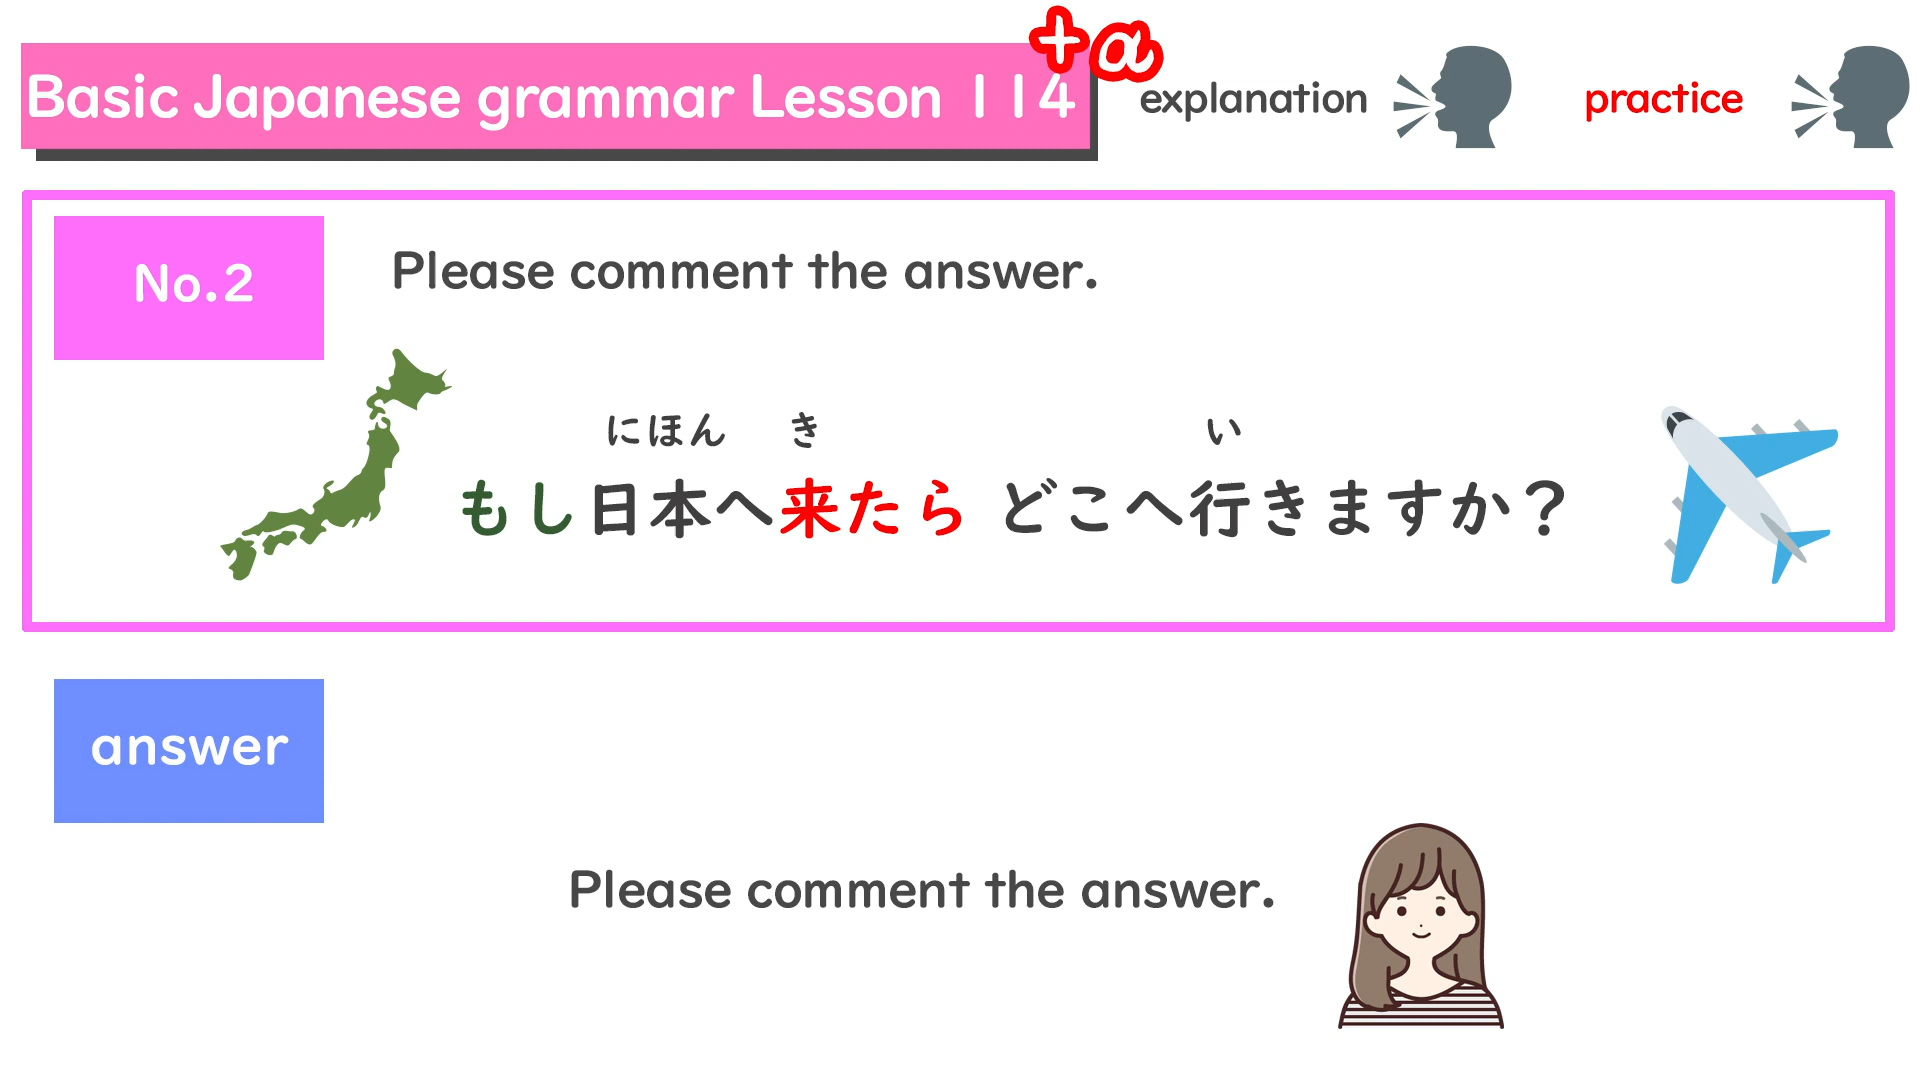 Basic Japanese grammar Lesson 114
+α
explanation
practice
No.2
Please comment the answer.
にほん き い
もし日本へ来たら どこへ行きますか？
answer
Please comment the answer.